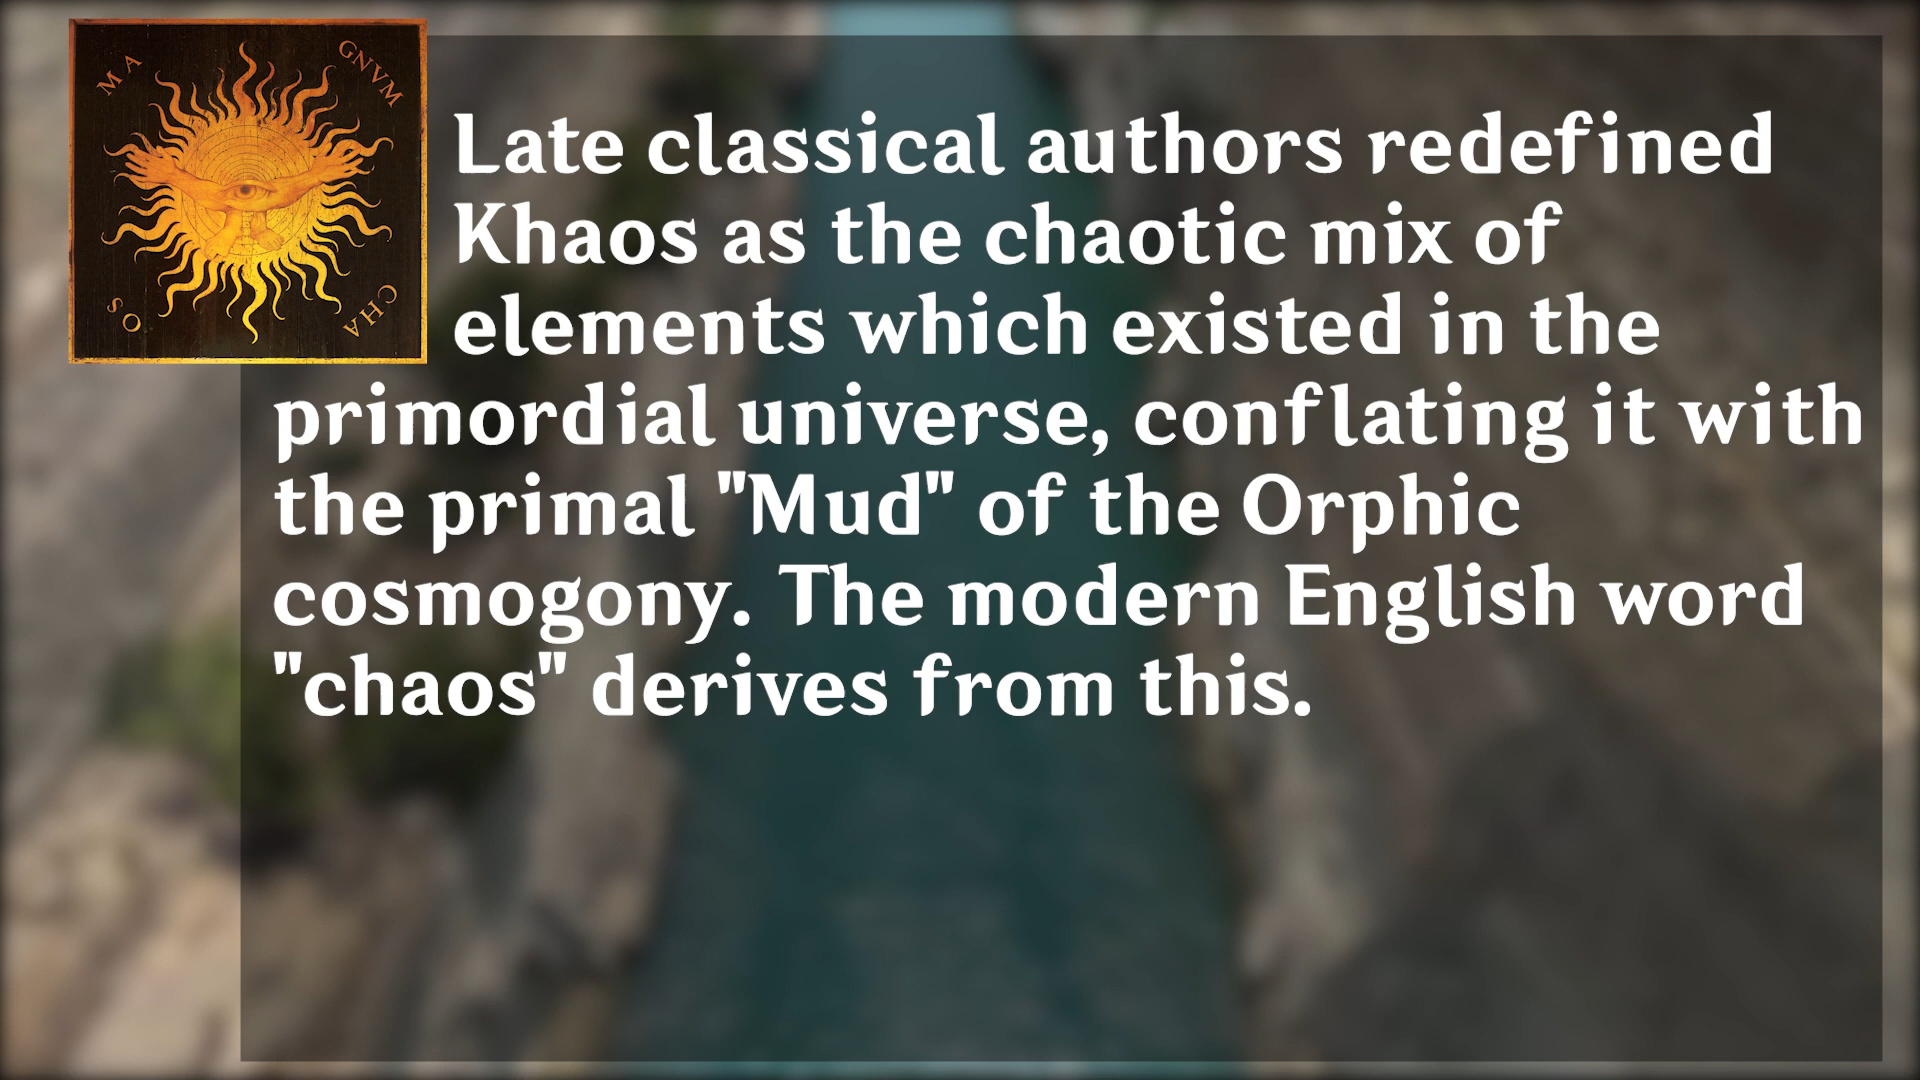 MA GNVM
Late classical authors redefined
Khaos as the chaotic mix of
elements which existed in the
OS CHA
primordial universe, conflating it with
the primal "Mud" of the Orphic
cosmogony. The modern English word
"chaos" derives from this.